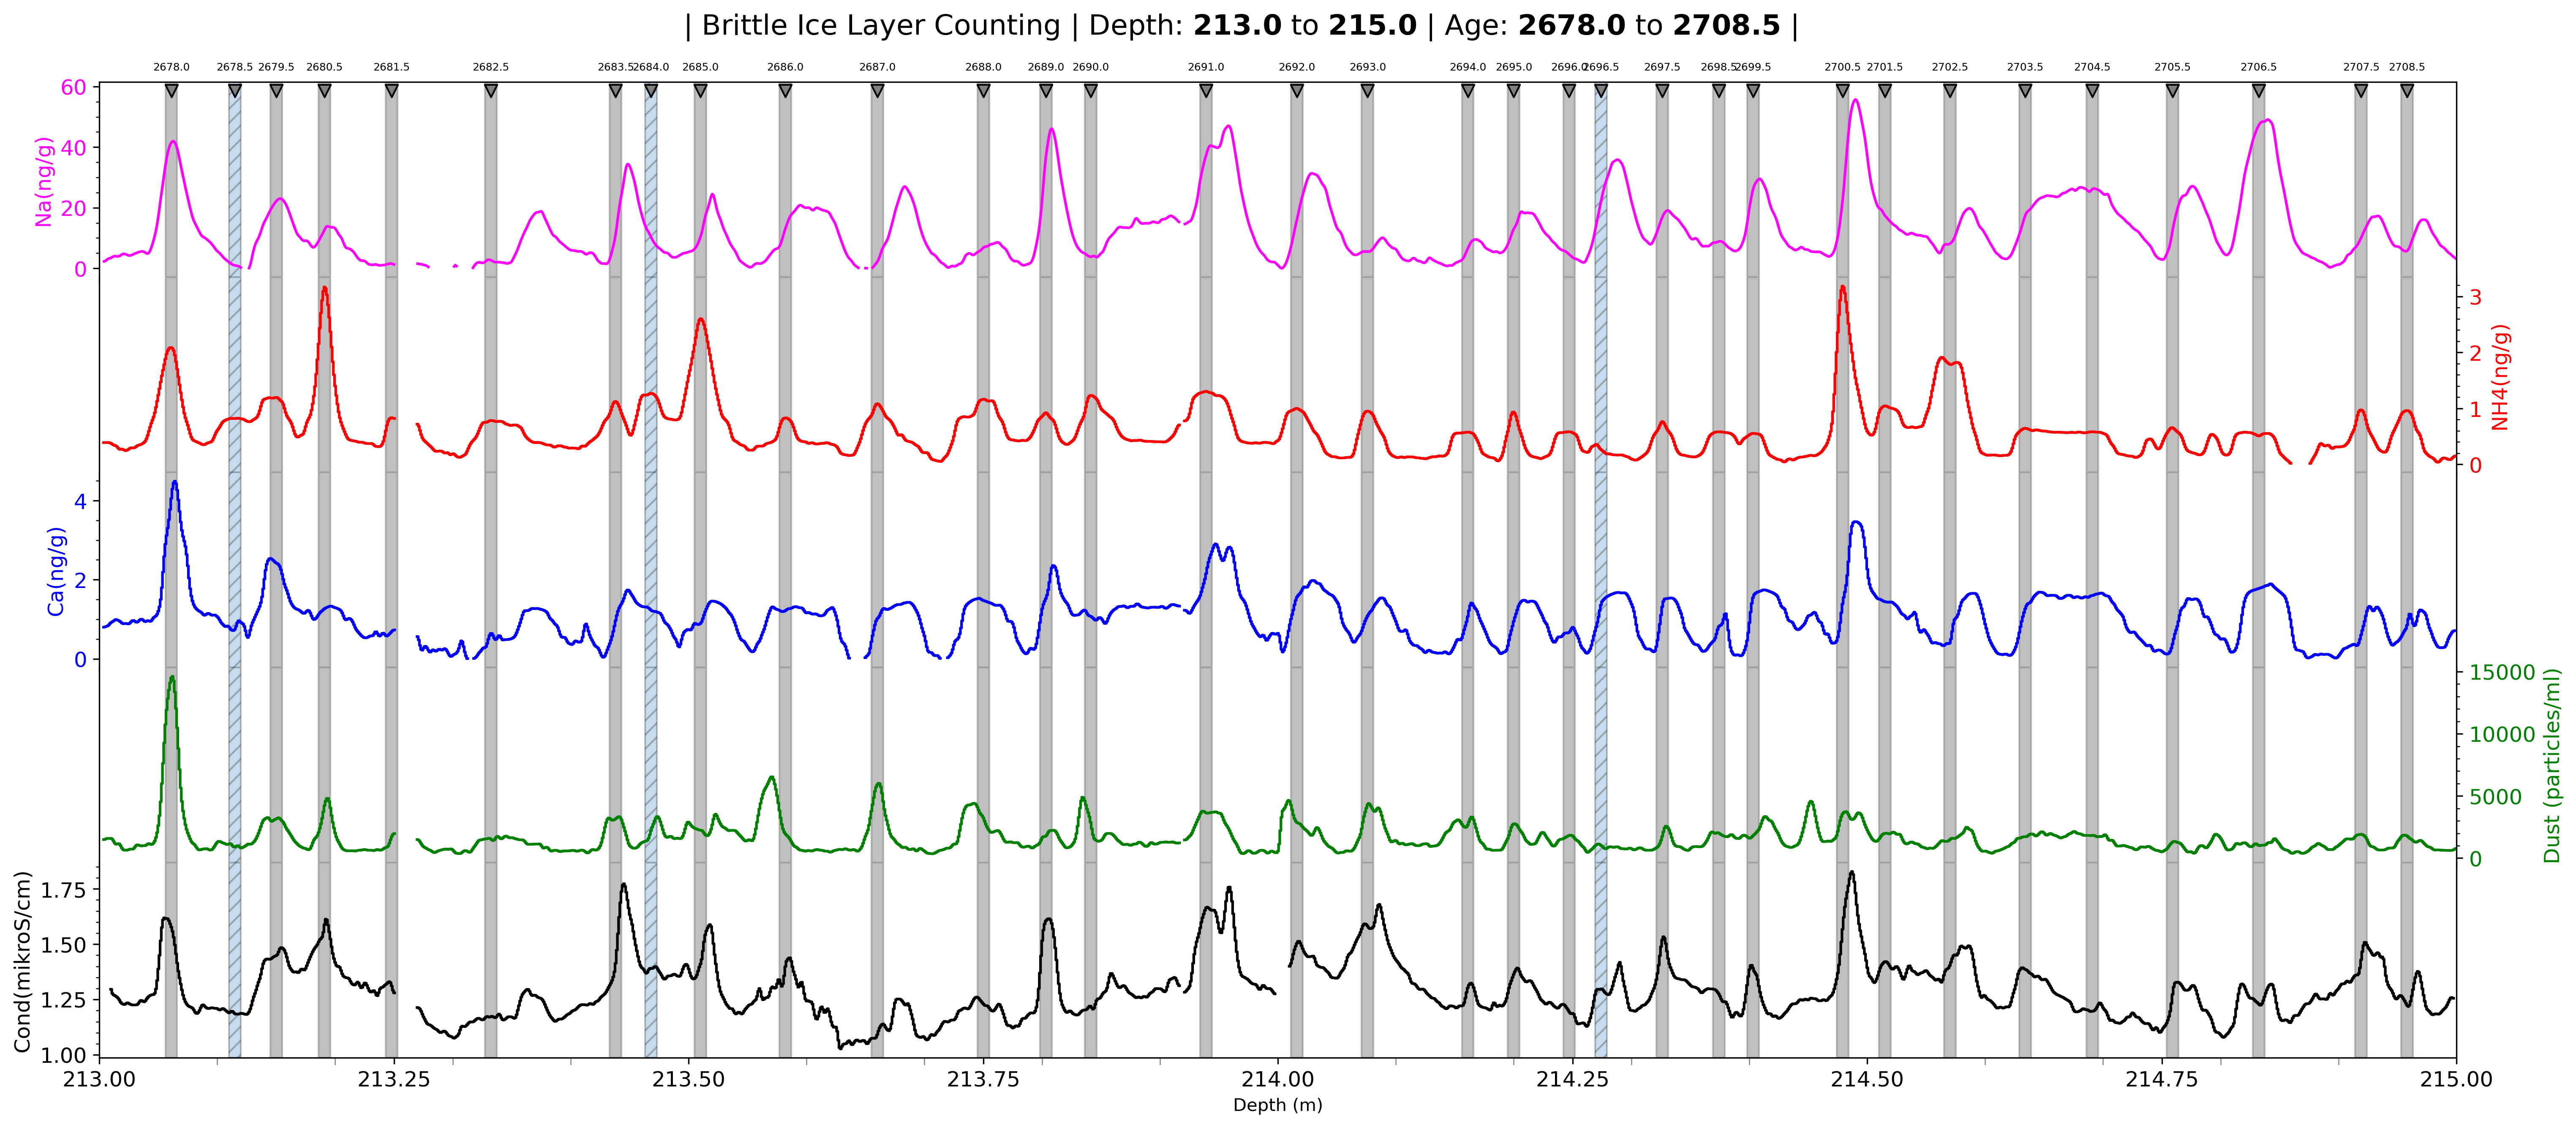 | Brittle Ice Layer Counting | Depth: 213.0 to 215.0 | Age: 2678.0 to 2708.5 |
2678.0 2678.5 2679.5 2680.5 2681.5 2682.5 2683.5 2684.0 2685.0 2686.0 2687.0 2688.0 2689.0 2690.0 2691.0 2692.0 2693.0 2694.0 2695.0 2696.0 2696.5 2697.5 2698.5 2699.5 2700.5 2701.5 2702.5 2703.5 2704.5 2705.5 2706.5 2707.5 2708.5
60
40
20
0
Na(ng/g)
3
2
1
0
NH4(ng/g)
4
2
0
Ca(ng/g)
15000
10000
5000
0
Dust (particles/ml)
1.75
1.50
1.25
1.00
Cond(mikroS/cm)
213.00 213.25 213.50 213.75 214.00 214.25 214.50 214.75 215.00
Depth (m)